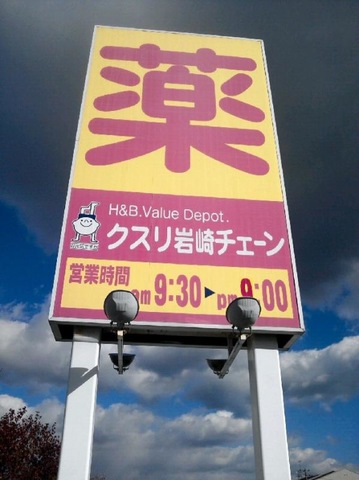 薬
H&B.Value Depot.
クスリ岩崎チェーン
営業時間
am 9:30 ▶ pm 9:00